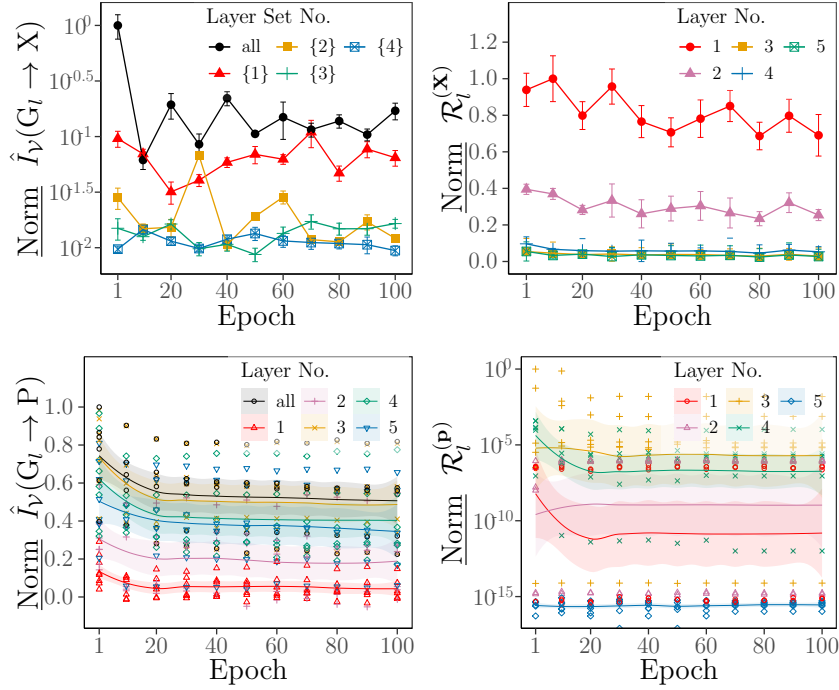 Layer Set No.
all {2} {4}
{1} {3}
Norm Î_𝒱(G_l → X)
10^0
10^0.5
10^1
10^1.5
10^2
1 20 40 60 80 100
Epoch
Layer No.
1 3 5
2 4
Norm ℛ_l^(X)
1.2
1.0
0.8
0.6
0.4
0.2
0.0
1 20 40 60 80 100
Epoch
Layer No.
all 2 4
1 3 5
Norm Î_𝒱(G_l → P)
1.0
0.8
0.6
0.4
0.2
0.0
1 20 40 60 80 100
Epoch
Layer No.
1 3 5
2 4
Norm ℛ_l^(P)
10^0
10^-5
10^-10
10^-15
1 20 40 60 80 100
Epoch